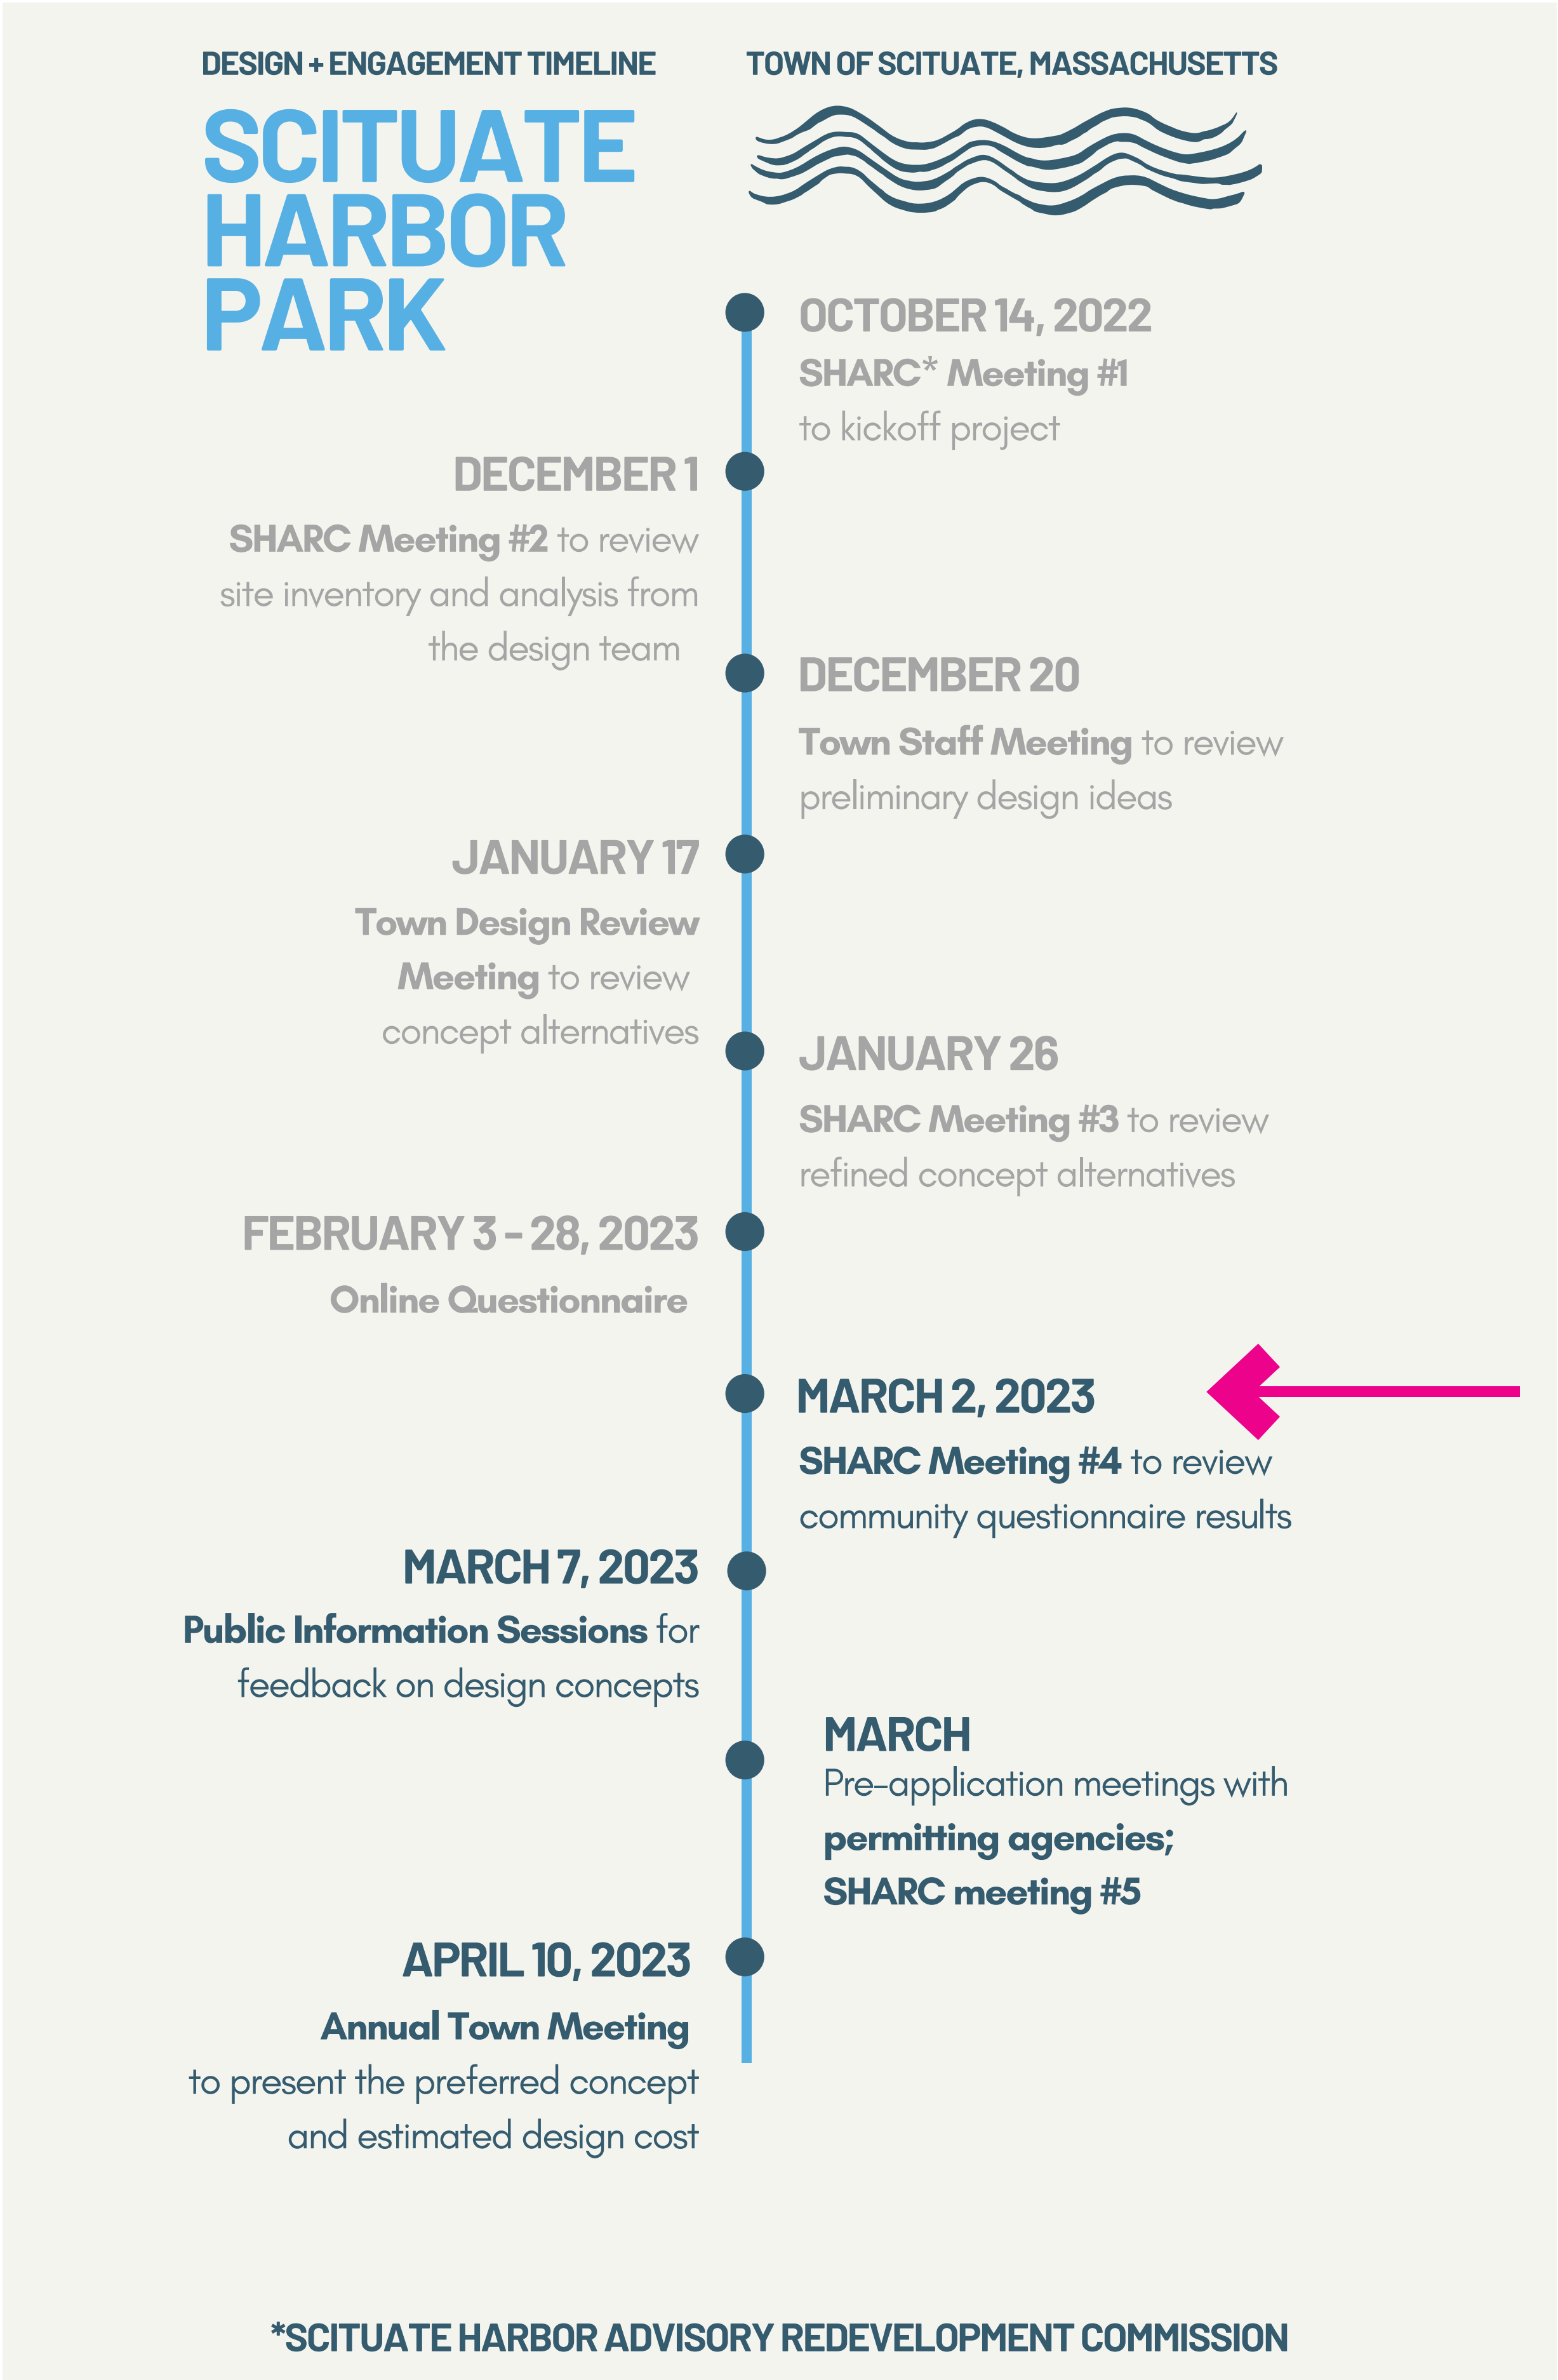 DESIGN + ENGAGEMENT TIMELINE
TOWN OF SCITUATE, MASSACHUSETTS
SCITUATE
HARBOR
PARK
OCTOBER 14, 2022
SHARC* Meeting #1
to kickoff project
DECEMBER 1
SHARC Meeting #2 to review
site inventory and analysis from
the design team
DECEMBER 20
Town Staff Meeting to review
preliminary design ideas
JANUARY 17
Town Design Review
Meeting to review
concept alternatives
JANUARY 26
SHARC Meeting #3 to review
refined concept alternatives
FEBRUARY 3 - 28, 2023
Online Questionnaire
MARCH 2, 2023
SHARC Meeting #4 to review
community questionnaire results
MARCH 7, 2023
Public Information Sessions for
feedback on design concepts
MARCH
Pre-application meetings with
permitting agencies;
SHARC meeting #5
APRIL 10, 2023
Annual Town Meeting
to present the preferred concept
and estimated design cost
*SCITUATE HARBOR ADVISORY REDEVELOPMENT COMMISSION